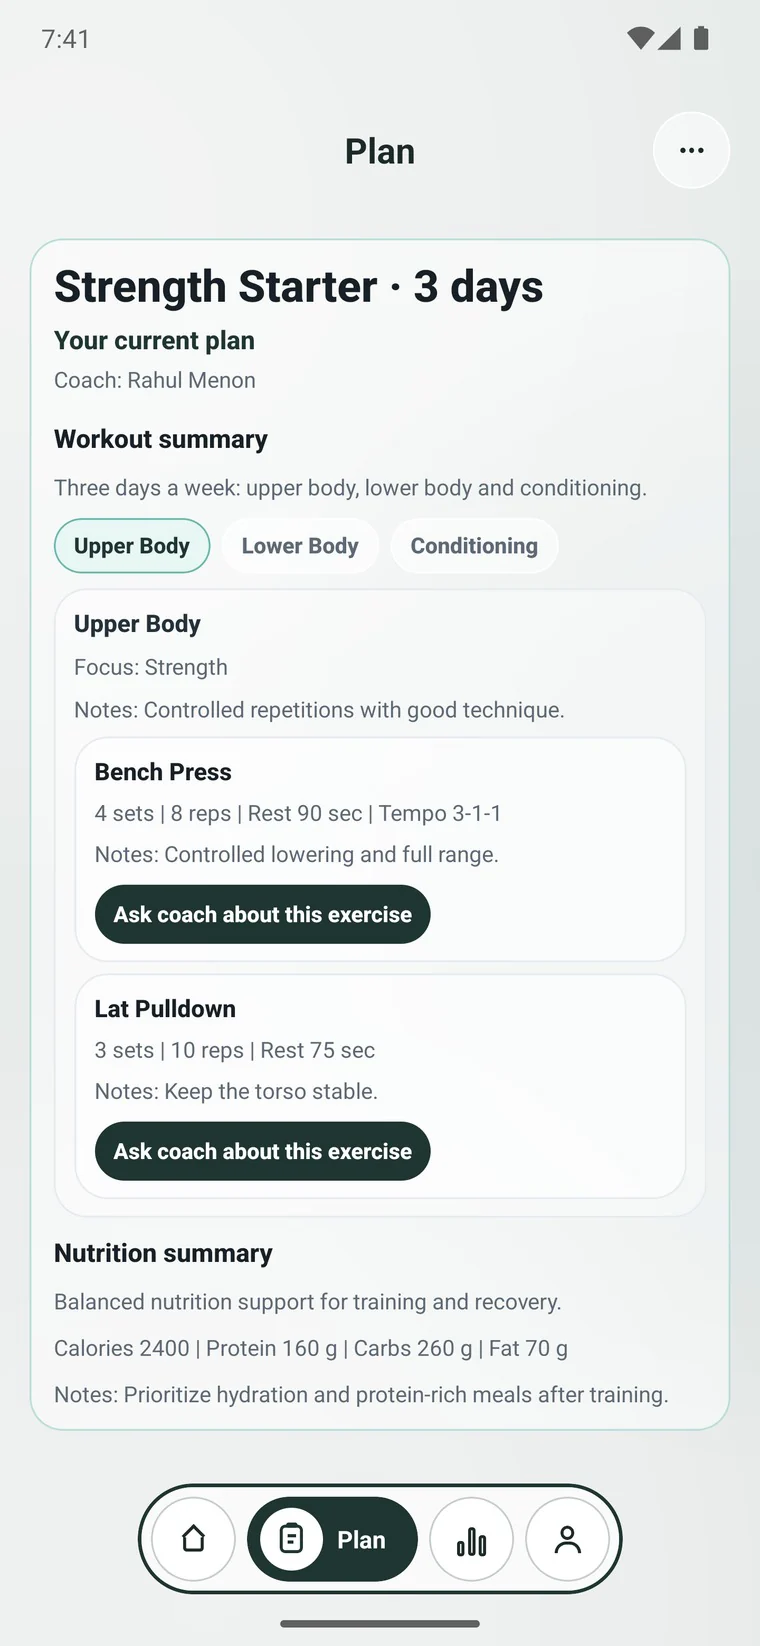 7:41
Plan
Strength Starter · 3 days
Your current plan
Coach: Rahul Menon
Workout summary
Three days a week: upper body, lower body and conditioning.
Upper Body
Lower Body
Conditioning
Upper Body
Focus: Strength
Notes: Controlled repetitions with good technique.
Bench Press
4 sets | 8 reps | Rest 90 sec | Tempo 3-1-1
Notes: Controlled lowering and full range.
Ask coach about this exercise
Lat Pulldown
3 sets | 10 reps | Rest 75 sec
Notes: Keep the torso stable.
Ask coach about this exercise
Nutrition summary
Balanced nutrition support for training and recovery.
Calories 2400 | Protein 160 g | Carbs 260 g | Fat 70 g
Notes: Prioritize hydration and protein-rich meals after training.
Plan